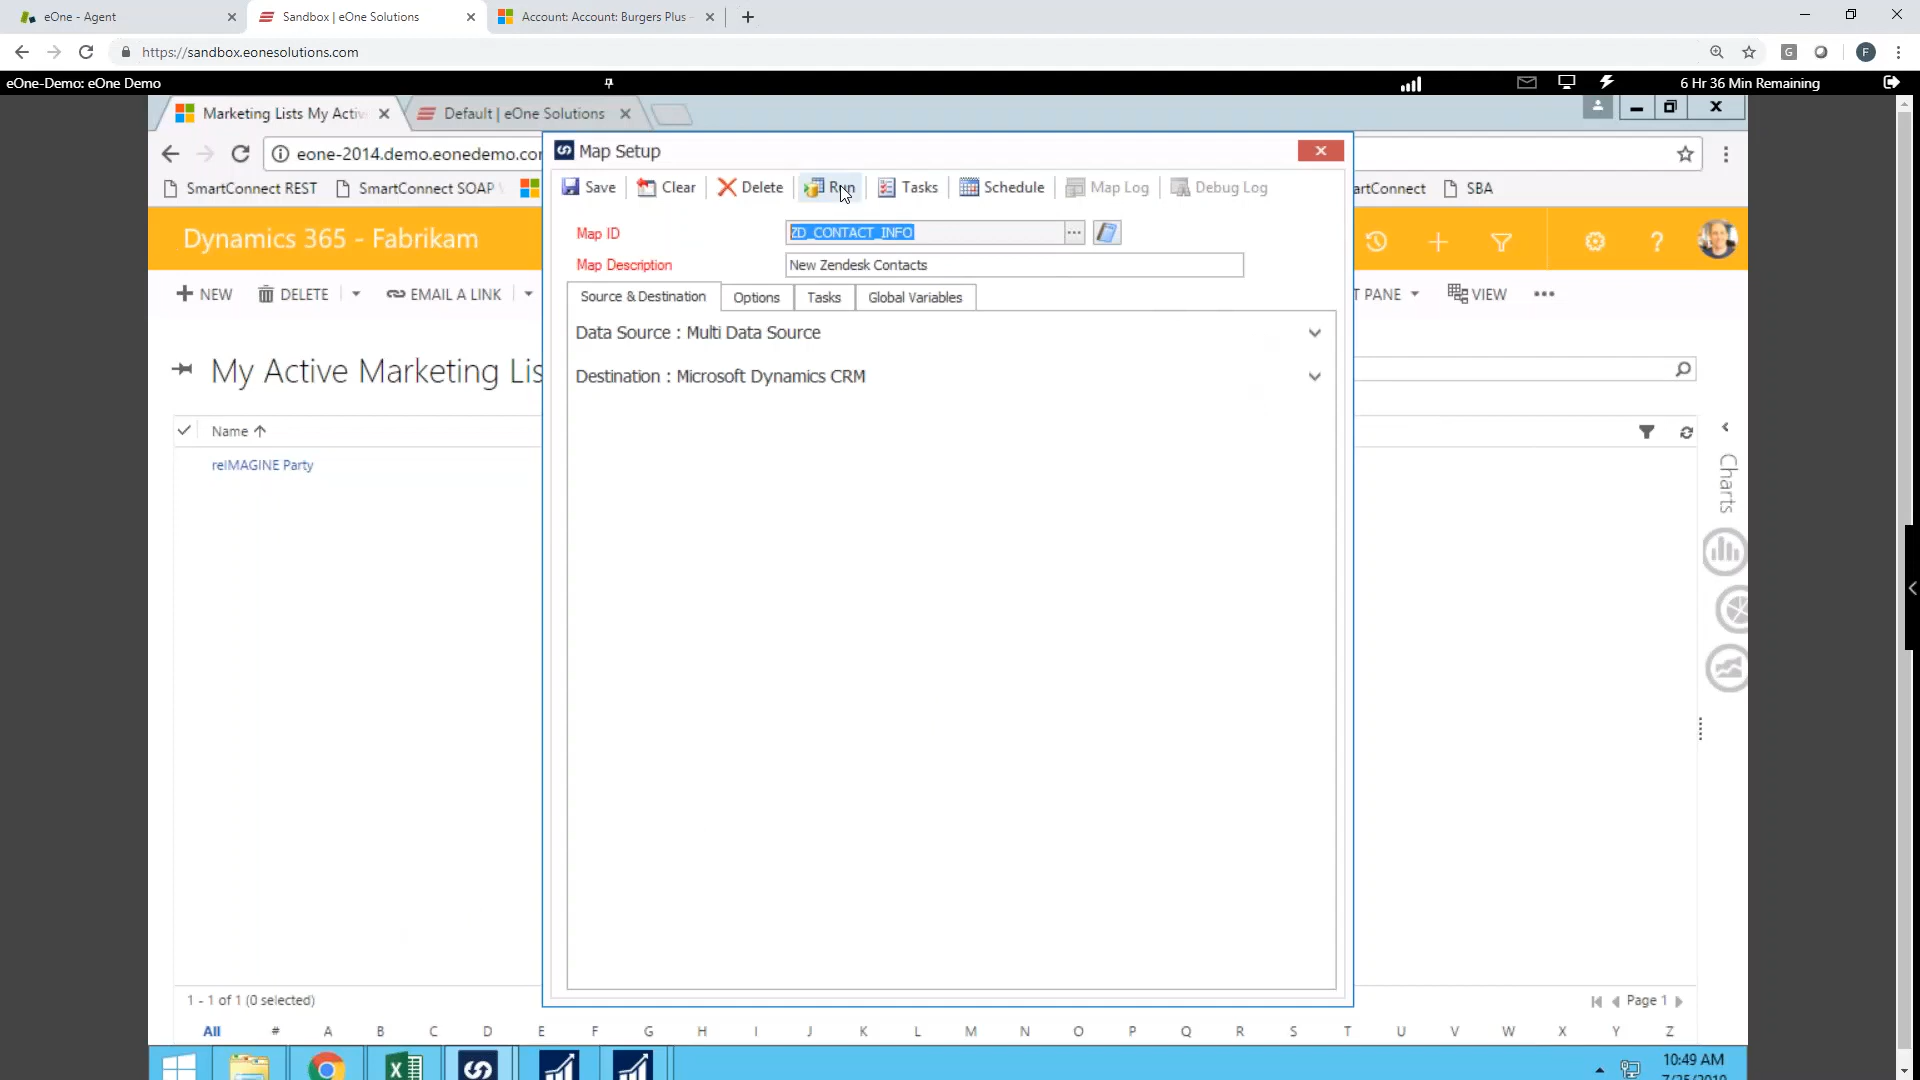 eOne - Agent
Sandbox | eOne Solutions
Account: Account: Burgers Plus -
https://sandbox.eonesolutions.com
G
F
eOne-Demo: eOne Demo
6 Hr 36 Min Remaining
Marketing Lists My Activ
Default | eOne Solutions
eone-2014.demo.eonedemo.cor
SmartConnect REST
SmartConnect SOAP
artConnect
SBA
Dynamics 365 - Fabrikam
NEW
DELETE
EMAIL A LINK
T PANE
VIEW
My Active Marketing Lis
Name
reIMAGINE Party
Charts
Map Setup
Save
Clear
Delete
Run
Tasks
Schedule
Map Log
Debug Log
Map ID
ZD_CONTACT_INFO
Map Description
New Zendesk Contacts
Source & Destination
Options
Tasks
Global Variables
Data Source : Multi Data Source
Destination : Microsoft Dynamics CRM
1 - 1 of 1 (0 selected)
Page 1
All # A B C D E F G H I J K L M N O P Q R S T U V W X Y Z
10:49 AM